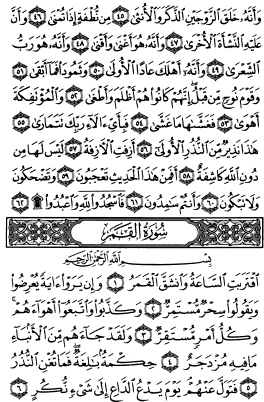 وَأَنَّهُۥ خَلَقَ ٱلزَّوۡجَيۡنِ ٱلذَّكَرَ وَٱلۡأُنثَىٰ ٤٥ مِن نُّطۡفَةٍ إِذَا تُمۡنَىٰ ٤٦ وَأَنَّ
عَلَيۡهِ ٱلنَّشۡأَةَ ٱلۡأُخۡرَىٰ ٤٧ وَأَنَّهُۥ هُوَ أَغۡنَىٰ وَأَقۡنَىٰ ٤٨ وَأَنَّهُۥ هُوَ رَبُّ
ٱلشِّعۡرَىٰ ٤٩ وَأَنَّهُۥٓ أَهۡلَكَ عَادًا ٱلۡأُولَىٰ ٥٠ وَثَمُودَاْ فَمَآ أَبۡقَىٰ ٥١
وَقَوۡمَ نُوحٍ مِّن قَبۡلُۖ إِنَّهُمۡ كَانُواْ هُمۡ أَظۡلَمَ وَأَطۡغَىٰ ٥٢ وَٱلۡمُؤۡتَفِكَةَ
أَهۡوَىٰ ٥٣ فَغَشَّىٰهَا مَا غَشَّىٰ ٥٤ فَبِأَيِّ ءَالَآءِ رَبِّكَ تَتَمَارَىٰ ٥٥
هَٰذَا نَذِيرٌ مِّنَ ٱلنُّذُرِ ٱلۡأُولَىٰٓ ٥٦ أَزِفَتِ ٱلۡأٓزِفَةُ ٥٧ لَيۡسَ لَهَا مِن
دُونِ ٱللَّهِ كَاشِفَةٌ ٥٨ أَفَمِنۡ هَٰذَا ٱلۡحَدِيثِ تَعۡجَبُونَ ٥٩ وَتَضۡحَكُونَ
وَلَا تَبۡكُونَ ٦٠ وَأَنتُمۡ سَٰمِدُونَ ٦١ فَٱسۡجُدُواْۤ لِلَّهِۤ وَٱعۡبُدُواْ۩ ٦٢
سُورَةُ ٱلۡقَمَرِ
بِسۡمِ ٱللَّهِ ٱلرَّحۡمَٰنِ ٱلرَّحِيمِ
ٱقۡتَرَبَتِ ٱلسَّاعَةُ وَٱنشَقَّ ٱلۡقَمَرُ ١ وَإِن يَرَوۡاْ ءَايَةً يُعۡرِضُواْ
وَيَقُولُواْ سِحۡرٌ مُّسۡتَمِرٌّ ٢ وَكَذَّبُواْ وَٱتَّبَعُوٓاْ أَهۡوَآءَهُمۡۚ
وَكُلُّ أَمۡرٍ مُّسۡتَقِرٌّ ٣ وَلَقَدۡ جَآءَهُم مِّنَ ٱلۡأَنۢبَآءِ
مَا فِيهِ مُزۡدَجَرٌ ٤ حِكۡمَةُۢ بَٰلِغَةٌۖ فَمَا تُغۡنِ ٱلنُّذُرُ
٥ فَتَوَلَّ عَنۡهُمۡۘ يَوۡمَ يَدۡعُ ٱلدَّاعِ إِلَىٰ شَيۡءٍ نُّكُرٍ ٦